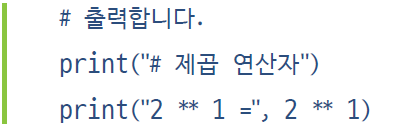 # 출력합니다.
print("# 제곱 연산자")
print("2 ** 1 =", 2 ** 1)